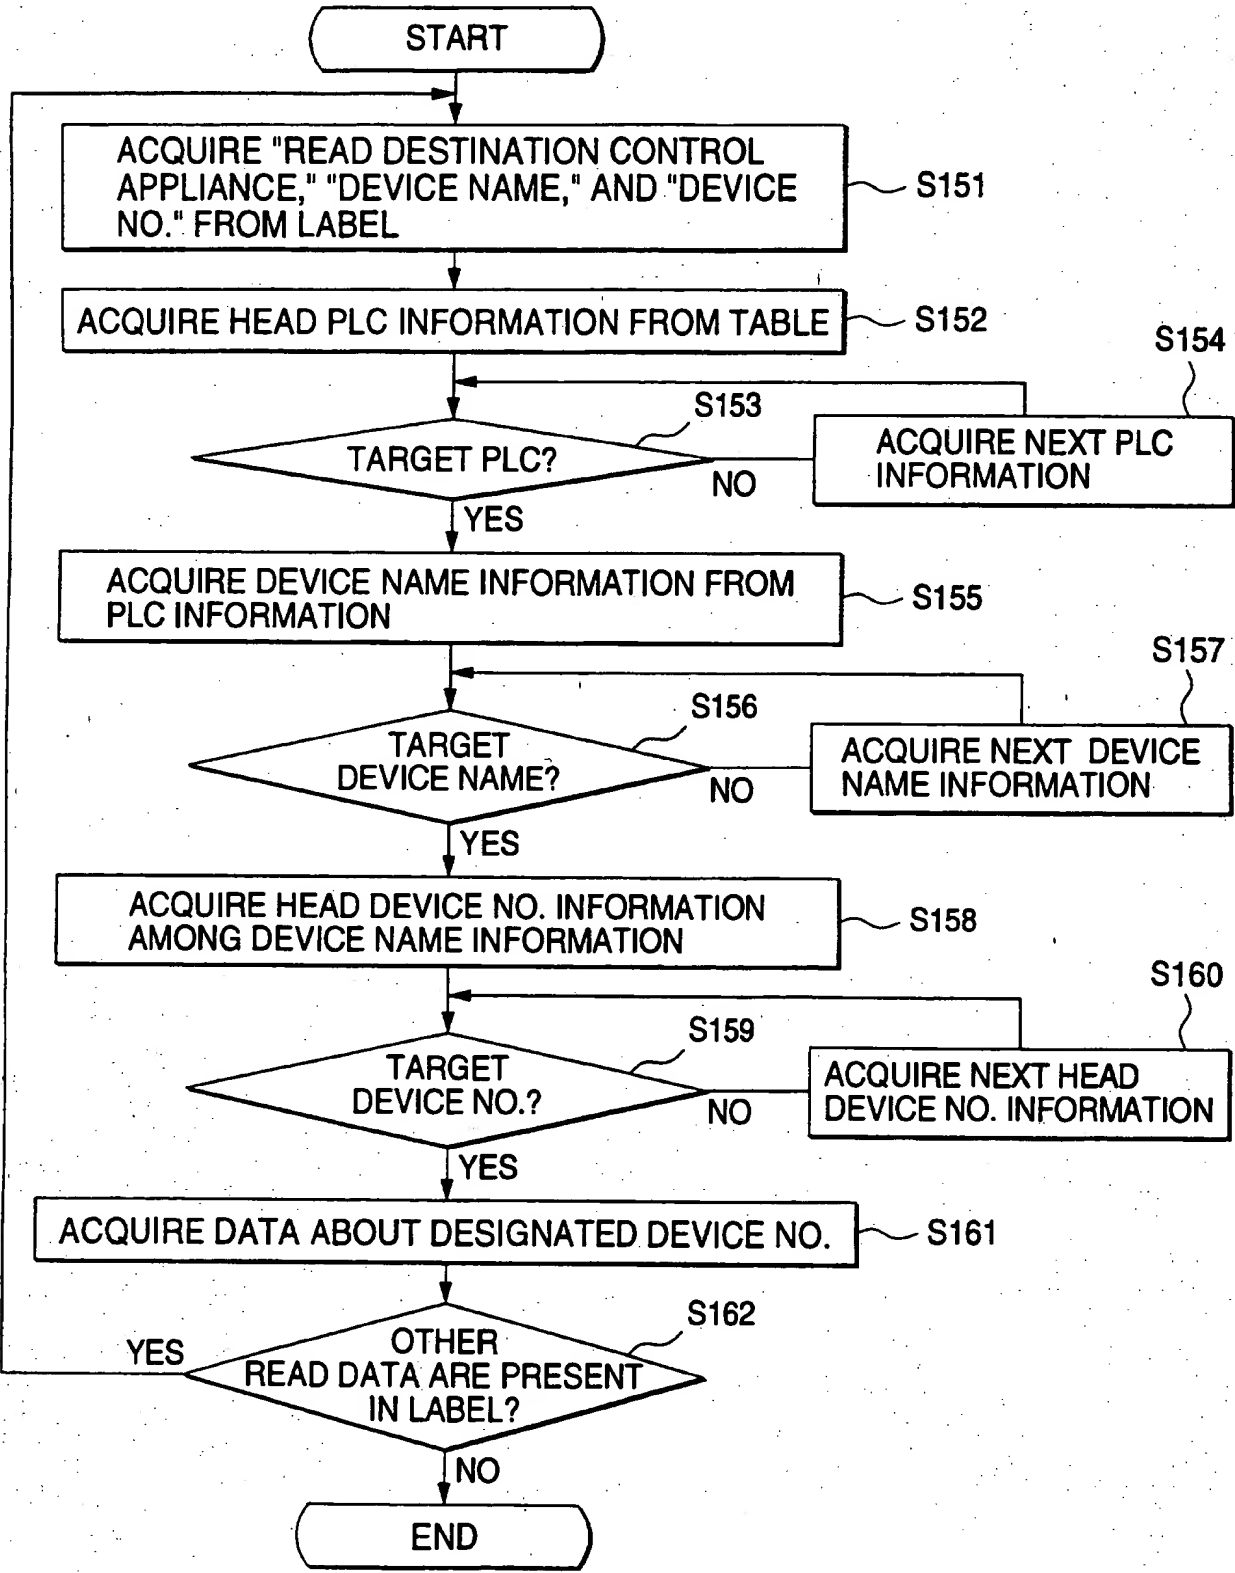 START
ACQUIRE "READ DESTINATION CONTROL
APPLIANCE," "DEVICE NAME," AND "DEVICE
NO." FROM LABEL
S151
ACQUIRE HEAD PLC INFORMATION FROM TABLE
S152
S154
S153
TARGET PLC?
NO
ACQUIRE NEXT PLC
INFORMATION
YES
ACQUIRE DEVICE NAME INFORMATION FROM
PLC INFORMATION
S155
S157
S156
TARGET
DEVICE NAME?
NO
ACQUIRE NEXT DEVICE
NAME INFORMATION
YES
ACQUIRE HEAD DEVICE NO. INFORMATION
AMONG DEVICE NAME INFORMATION
S158
S160
S159
TARGET
DEVICE NO.?
NO
ACQUIRE NEXT HEAD
DEVICE NO. INFORMATION
YES
ACQUIRE DATA ABOUT DESIGNATED DEVICE NO.
S161
S162
YES
OTHER
READ DATA ARE PRESENT
IN LABEL?
NO
END